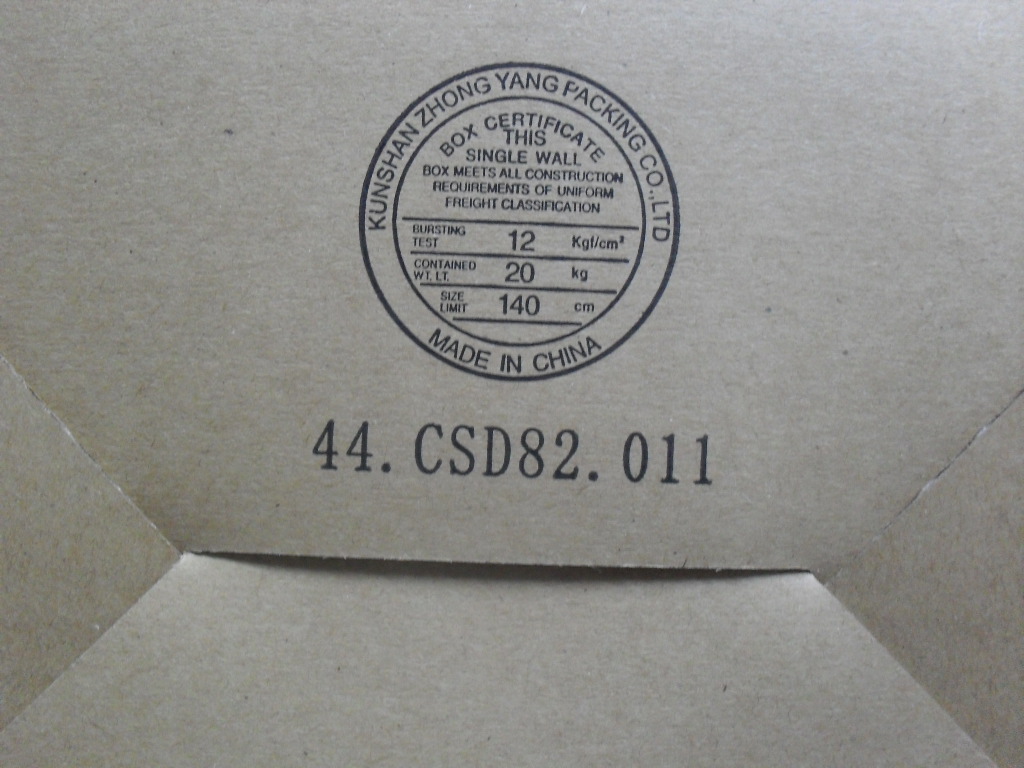 KUNSHAN ZHONG YANG PACKING CO.,LTD
BOX CERTIFICATE
THIS
SINGLE WALL
BOX MEETS ALL CONSTRUCTION
REQUIREMENTS OF UNIFORM
FREIGHT CLASSIFICATION
BURSTING TEST 12 Kgf/cm²
CONTAINED WT. LT. 20 kg
SIZE LIMIT 140 cm
MADE IN CHINA
44.CSD82.011